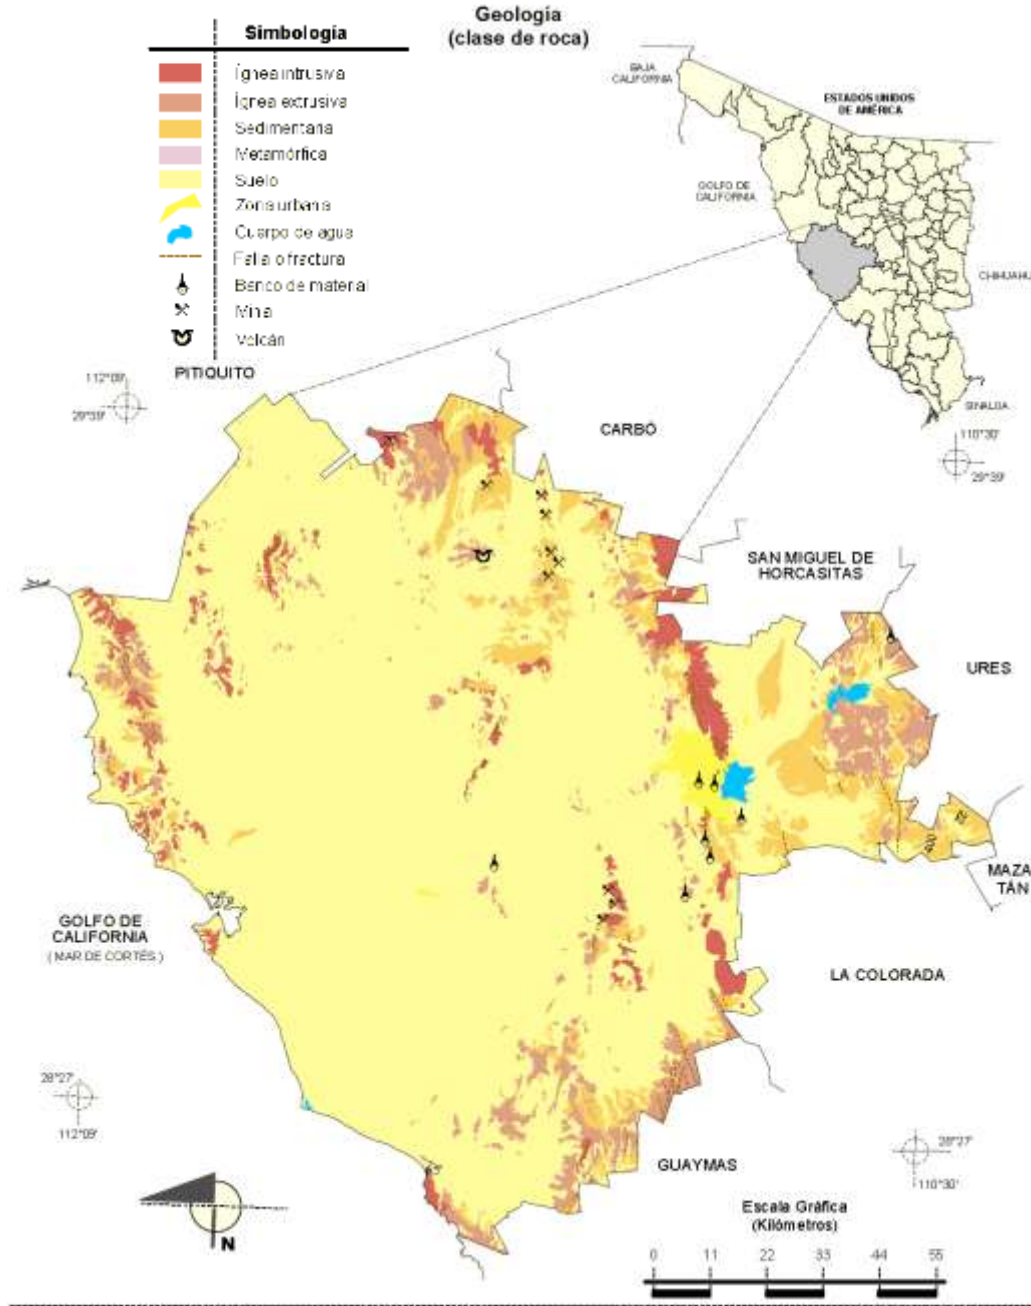 Geología
(clase de roca)
Simbología
Ígnea intrusiva
Ígnea extrusiva
Sedimentaria
Metamórfica
Suelo
Zona urbana
Cuerpo de agua
Falla o fractura
Banco de material
Mina
Volcán
BAJA
CALIFORNIA
ESTADOS UNIDOS
DE AMÉRICA
GOLFO DE
CALIFORNIA
CHIHUAHU
SINALOA
110°30'
29°39'
PITIQUITO
112°09'
29°39'
CARBÓ
SAN MIGUEL DE
HORCASITAS
URES
MAZA
TÁN
LA COLORADA
GOLFO DE
CALIFORNIA
( MAR DE CORTÉS )
28°27'
112°09'
GUAYMAS
28°27'
110°30'
N
Escala Gráfica
(Kilómetros)
0 11 22 33 44 55